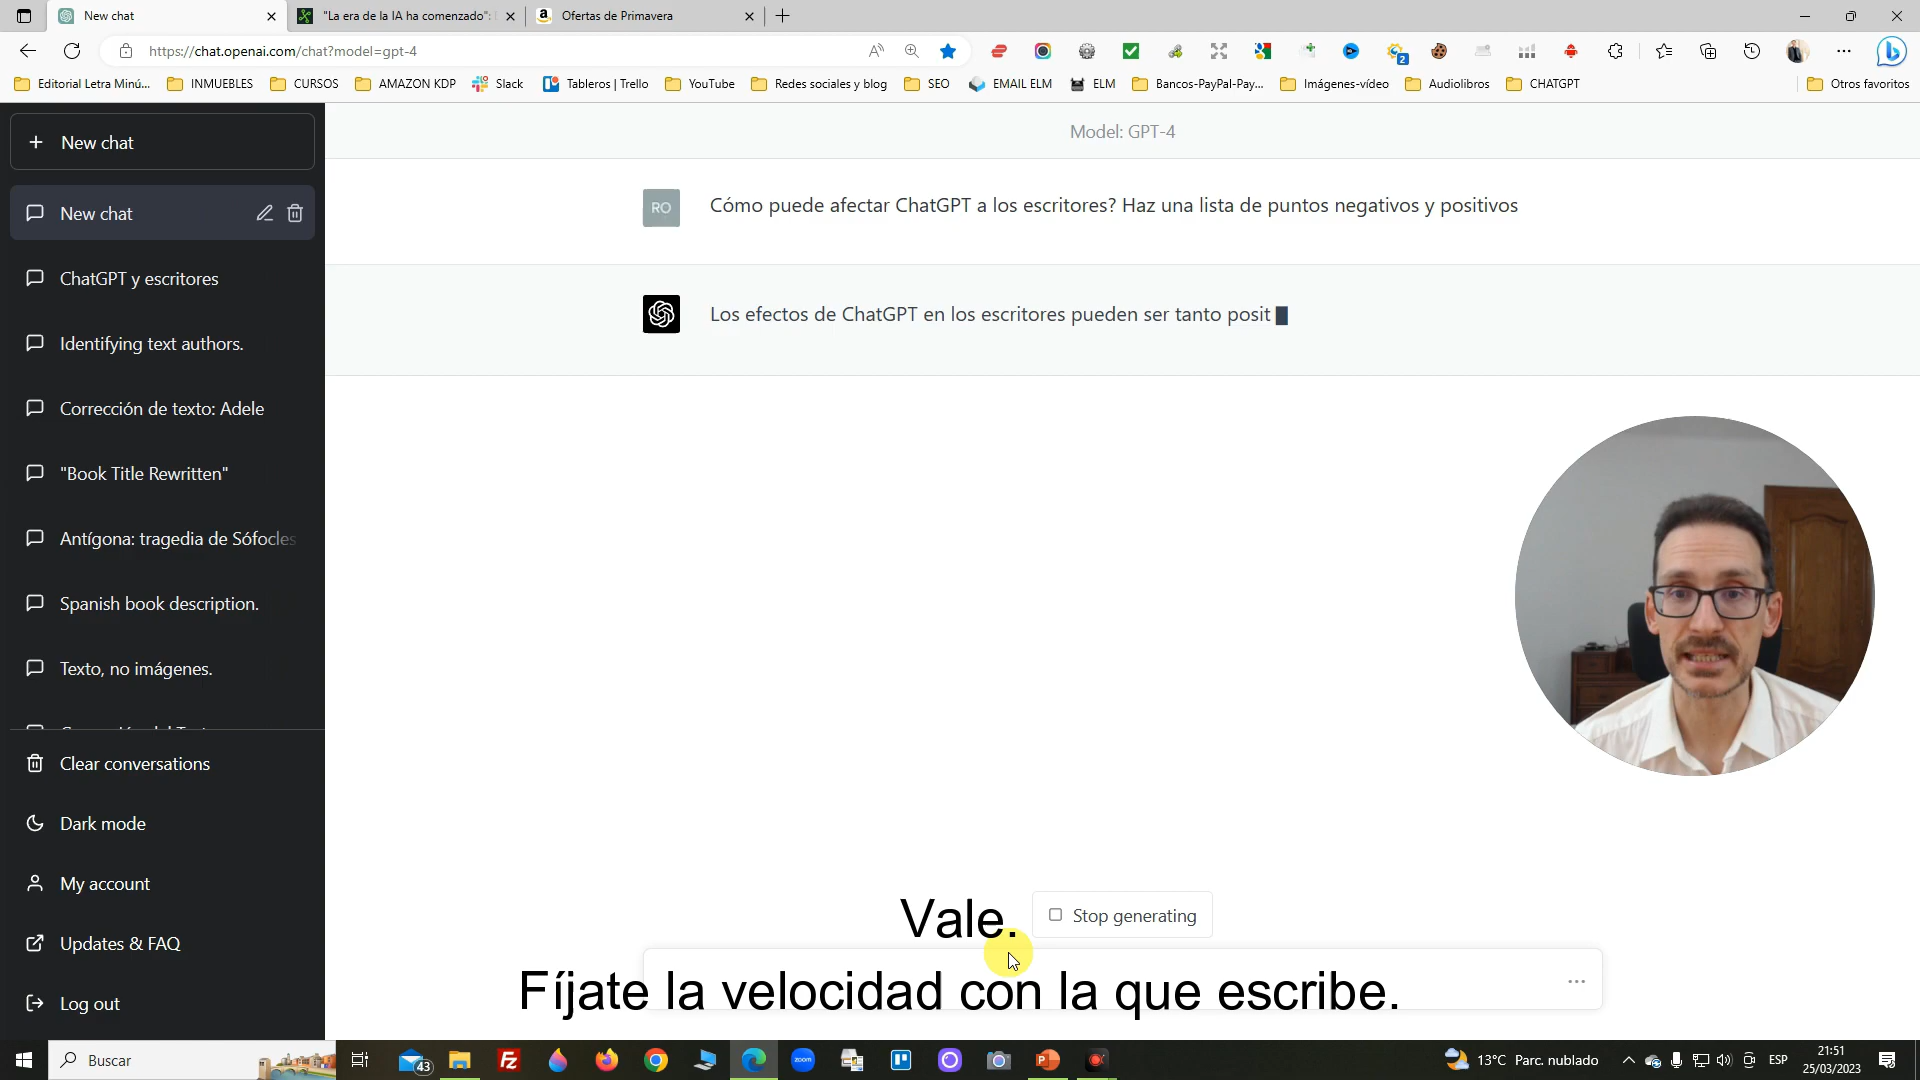 New chat
"La era de la IA ha comenzado":
Ofertas de Primavera
https://chat.openai.com/chat?model=gpt-4
2
Editorial Letra Minú...
INMUEBLES
CURSOS
AMAZON KDP
Slack
Tableros | Trello
YouTube
Redes sociales y blog
SEO
EMAIL ELM
ELM
Bancos-PayPal-Pay...
Imágenes-vídeo
Audiolibros
CHATGPT
Otros favoritos
+ New chat
New chat
ChatGPT y escritores
Identifying text authors.
Corrección de texto: Adele
"Book Title Rewritten"
Antígona: tragedia de Sófocles
Spanish book description.
Texto, no imágenes.
Clear conversations
Dark mode
My account
Updates & FAQ
Log out
Model: GPT-4
RO
Cómo puede afectar ChatGPT a los escritores? Haz una lista de puntos negativos y positivos
Los efectos de ChatGPT en los escritores pueden ser tanto posit
Stop generating
Vale.
Fíjate la velocidad con la que escribe.
Buscar
43
zoom
13°C Parc. nublado
ESP
21:51
25/03/2023